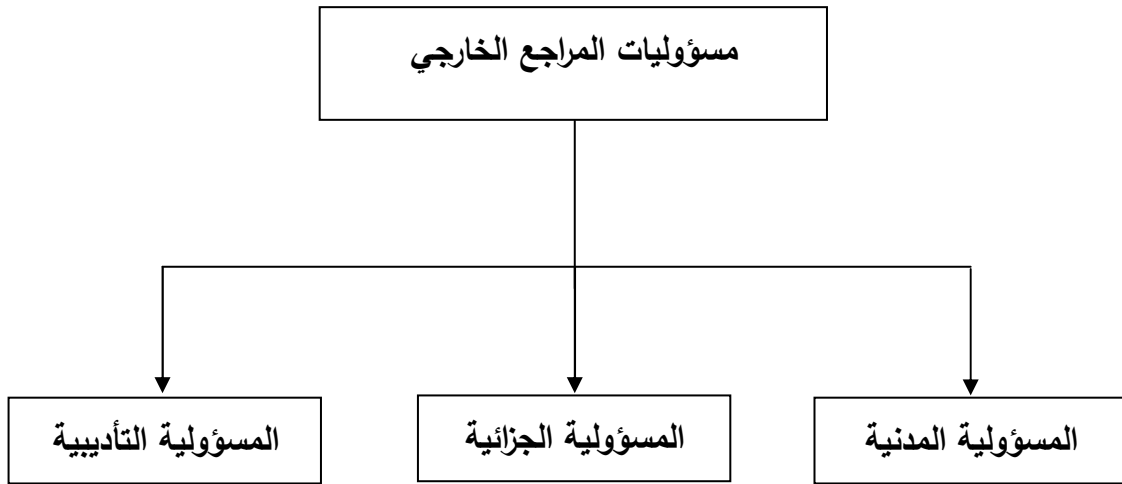 مسؤوليات المراجع الخارجي
المسؤولية المدنية
المسؤولية الجزائية
المسؤولية التأديبية